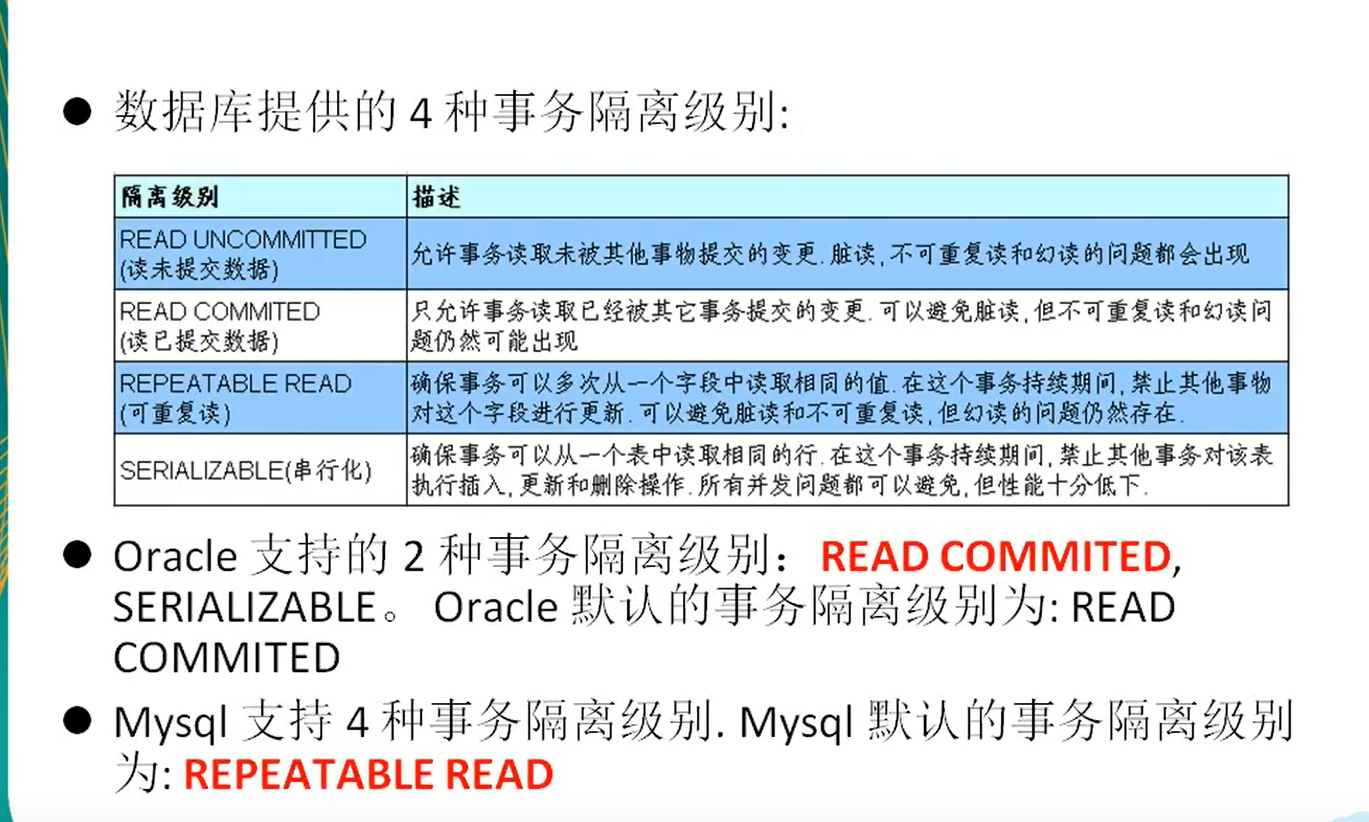 ● 数据库提供的 4 种事务隔离级别:
隔离级别 描述
READ UNCOMMITTED
(读未提交数据)
允许事务读取未被其他事物提交的变更.脏读,不可重复读和幻读的问题都会出现
READ COMMITED
(读已提交数据)
只允许事务读取已经被其它事务提交的变更.可以避免脏读,但不可重复读和幻读问
题仍然可能出现
REPEATABLE READ
(可重复读)
确保事务可以多次从一个字段中读取相同的值.在这个事务持续期间,禁止其他事物
对这个字段进行更新.可以避免脏读和不可重复读,但幻读的问题仍然存在.
SERIALIZABLE(串行化)
确保事务可以从一个表中读取相同的行.在这个事务持续期间,禁止其他事务对该表
执行插入,更新和删除操作.所有并发问题都可以避免,但性能十分低下.
● Oracle 支持的 2 种事务隔离级别：READ COMMITED,
SERIALIZABLE。 Oracle 默认的事务隔离级别为: READ
COMMITED
● Mysql 支持 4 种事务隔离级别. Mysql 默认的事务隔离级别
为: REPEATABLE READ